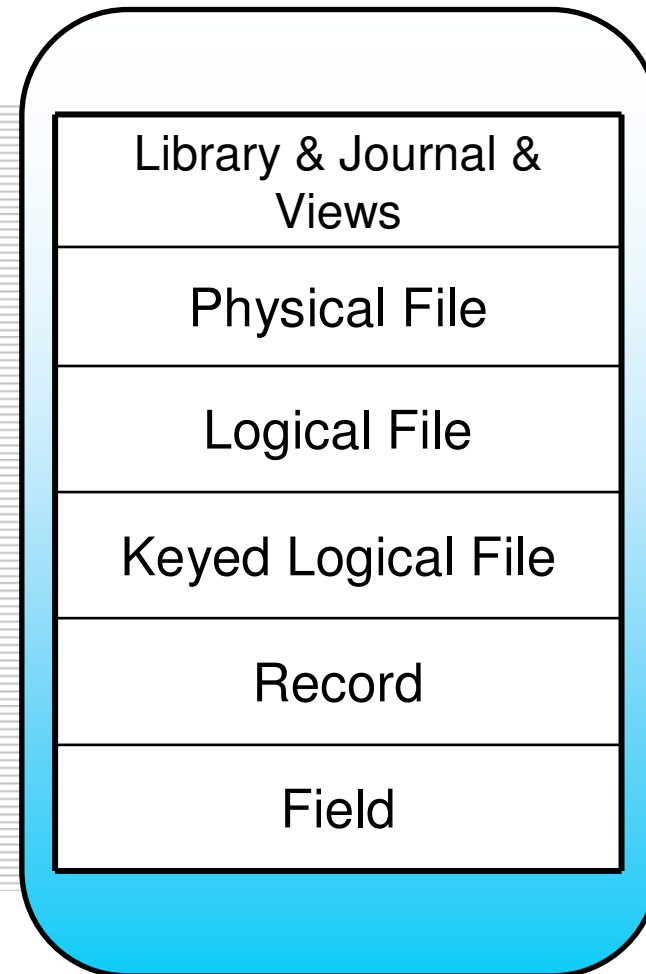 Library & Journal &
Views
Physical File
Logical File
Keyed Logical File
Record
Field